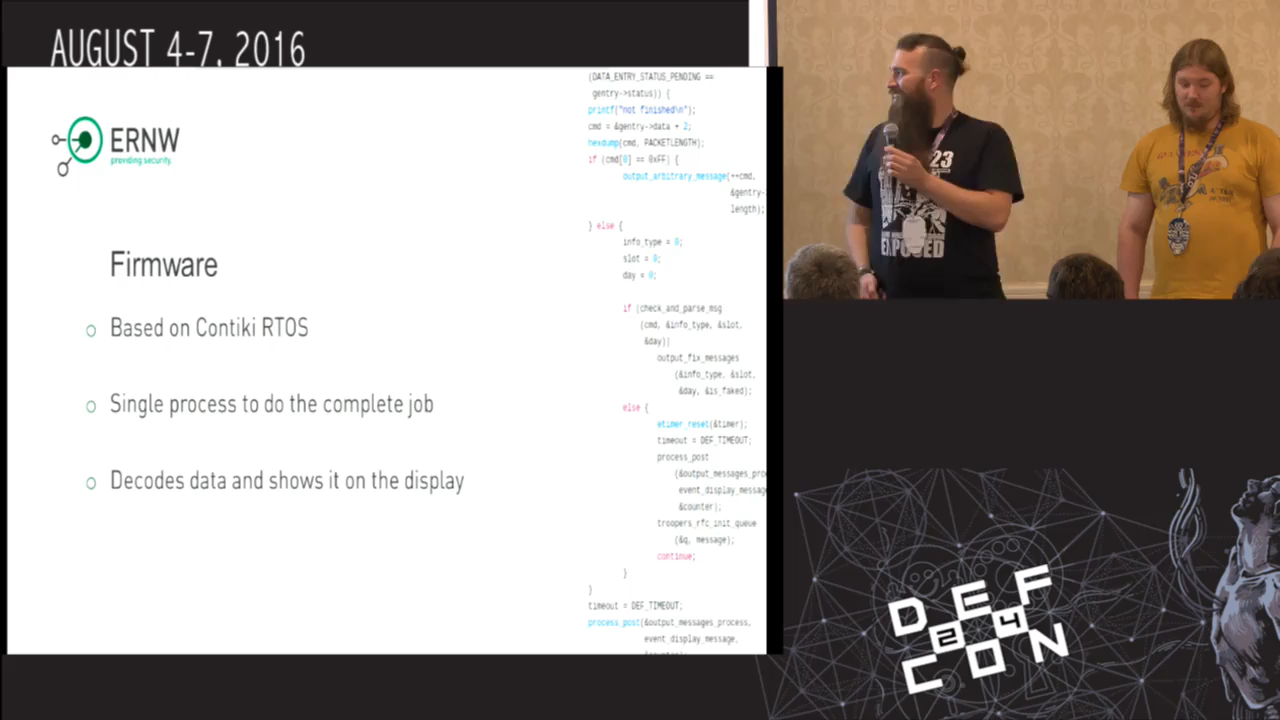 AUGUST 4-7, 2016
ERNW
providing security.
Firmware
Based on Contiki RTOS
Single process to do the complete job
Decodes data and shows it on the display
(DATA_ENTRY_STATUS_PENDING ==
gentry->status)) {
printf("not finished\n");
cmd = &gentry->data + 2;
hexdump(cmd, PACKETLENGTH);
if (cmd[0] == 0xFF) {
output_arbitrary_message(++cmd,
&gentry-
length);
} else {
info_type = 0;
slot = 0;
day = 0;
if (check_and_parse_msg
(cmd, &info_type, &slot,
&day))
output_fix_messages
(&info_type, &slot,
&day, &is_faked);
else {
etimer_reset(&timer);
timeout = DEF_TIMEOUT;
process_post
(&output_messages_pro
event_display_message
&counter);
troopers_rfc_init_queue
(&q, message);
continue;
}
}
timeout = DEF_TIMEOUT;
process_post(&output_messages_process,
event_display_message,
23
EXPOSED
DEF
24
CON